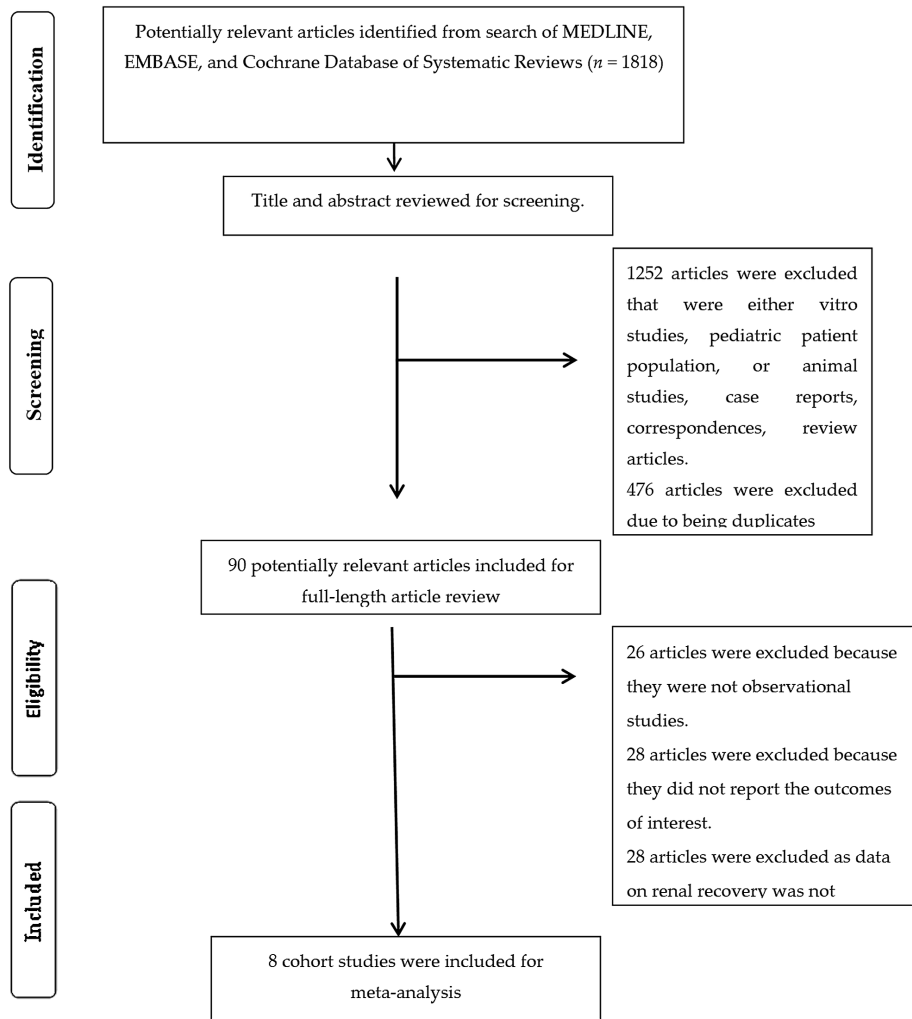 Identification
Potentially relevant articles identified from search of MEDLINE,
EMBASE, and Cochrane Database of Systematic Reviews (n = 1818)
Title and abstract reviewed for screening.
Screening
1252 articles were excluded
that were either vitro
studies, pediatric patient
population, or animal
studies, case reports,
correspondences, review
articles.
476 articles were excluded
due to being duplicates
90 potentially relevant articles included for
full-length article review
Eligibility
26 articles were excluded because
they were not observational
studies.
28 articles were excluded because
they did not report the outcomes
of interest.
28 articles were excluded as data
on renal recovery was not
Included
8 cohort studies were included for
meta-analysis